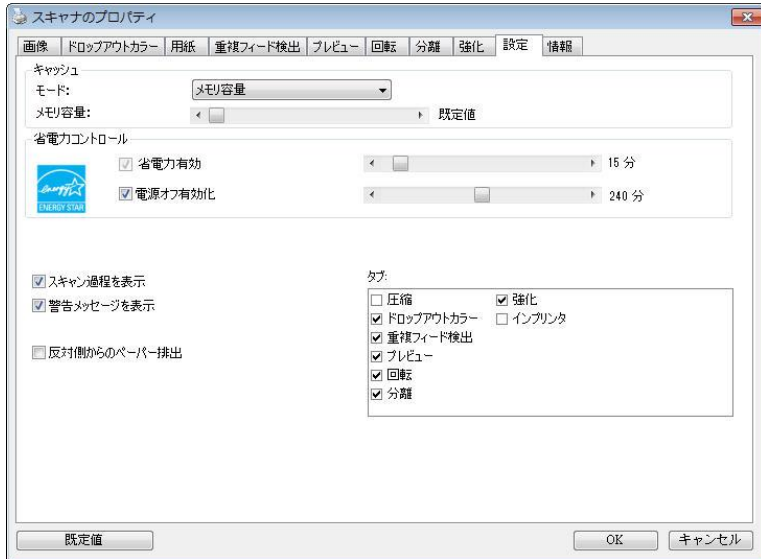 スキャナのプロパティ
画像 ドロップアウトカラー 用紙 重複フィード検出 プレビュー 回転 分離 強化 設定 情報
キャッシュ
モード: メモリ容量
メモリ容量: 既定値
省電力コントロール
省電力有効 15 分
energy
ENERGY STAR
電源オフ有効化 240 分
スキャン過程を表示
警告メッセージを表示
反対側からのペーパー排出
タブ:
圧縮 強化
ドロップアウトカラー インプリンタ
重複フィード検出
プレビュー
回転
分離
既定値 OK キャンセル